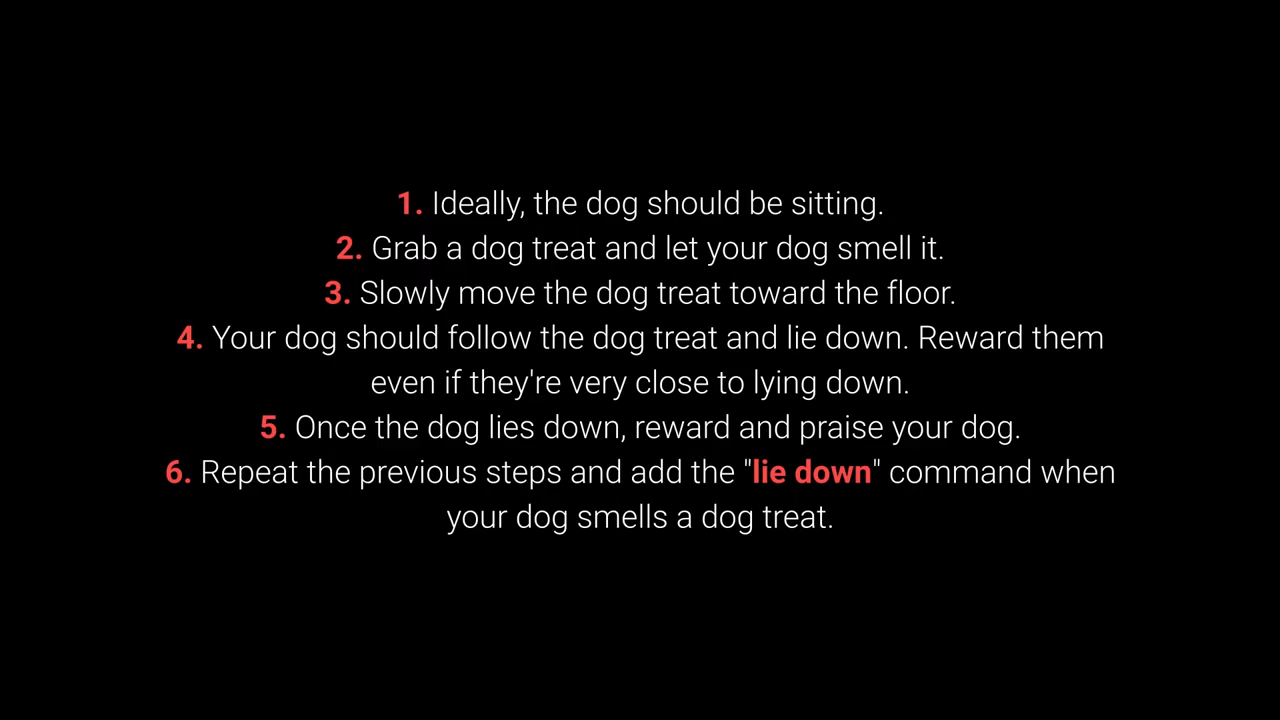 1. Ideally, the dog should be sitting.
2. Grab a dog treat and let your dog smell it.
3. Slowly move the dog treat toward the floor.
4. Your dog should follow the dog treat and lie down. Reward them
even if they're very close to lying down.
5. Once the dog lies down, reward and praise your dog.
6. Repeat the previous steps and add the "lie down" command when
your dog smells a dog treat.